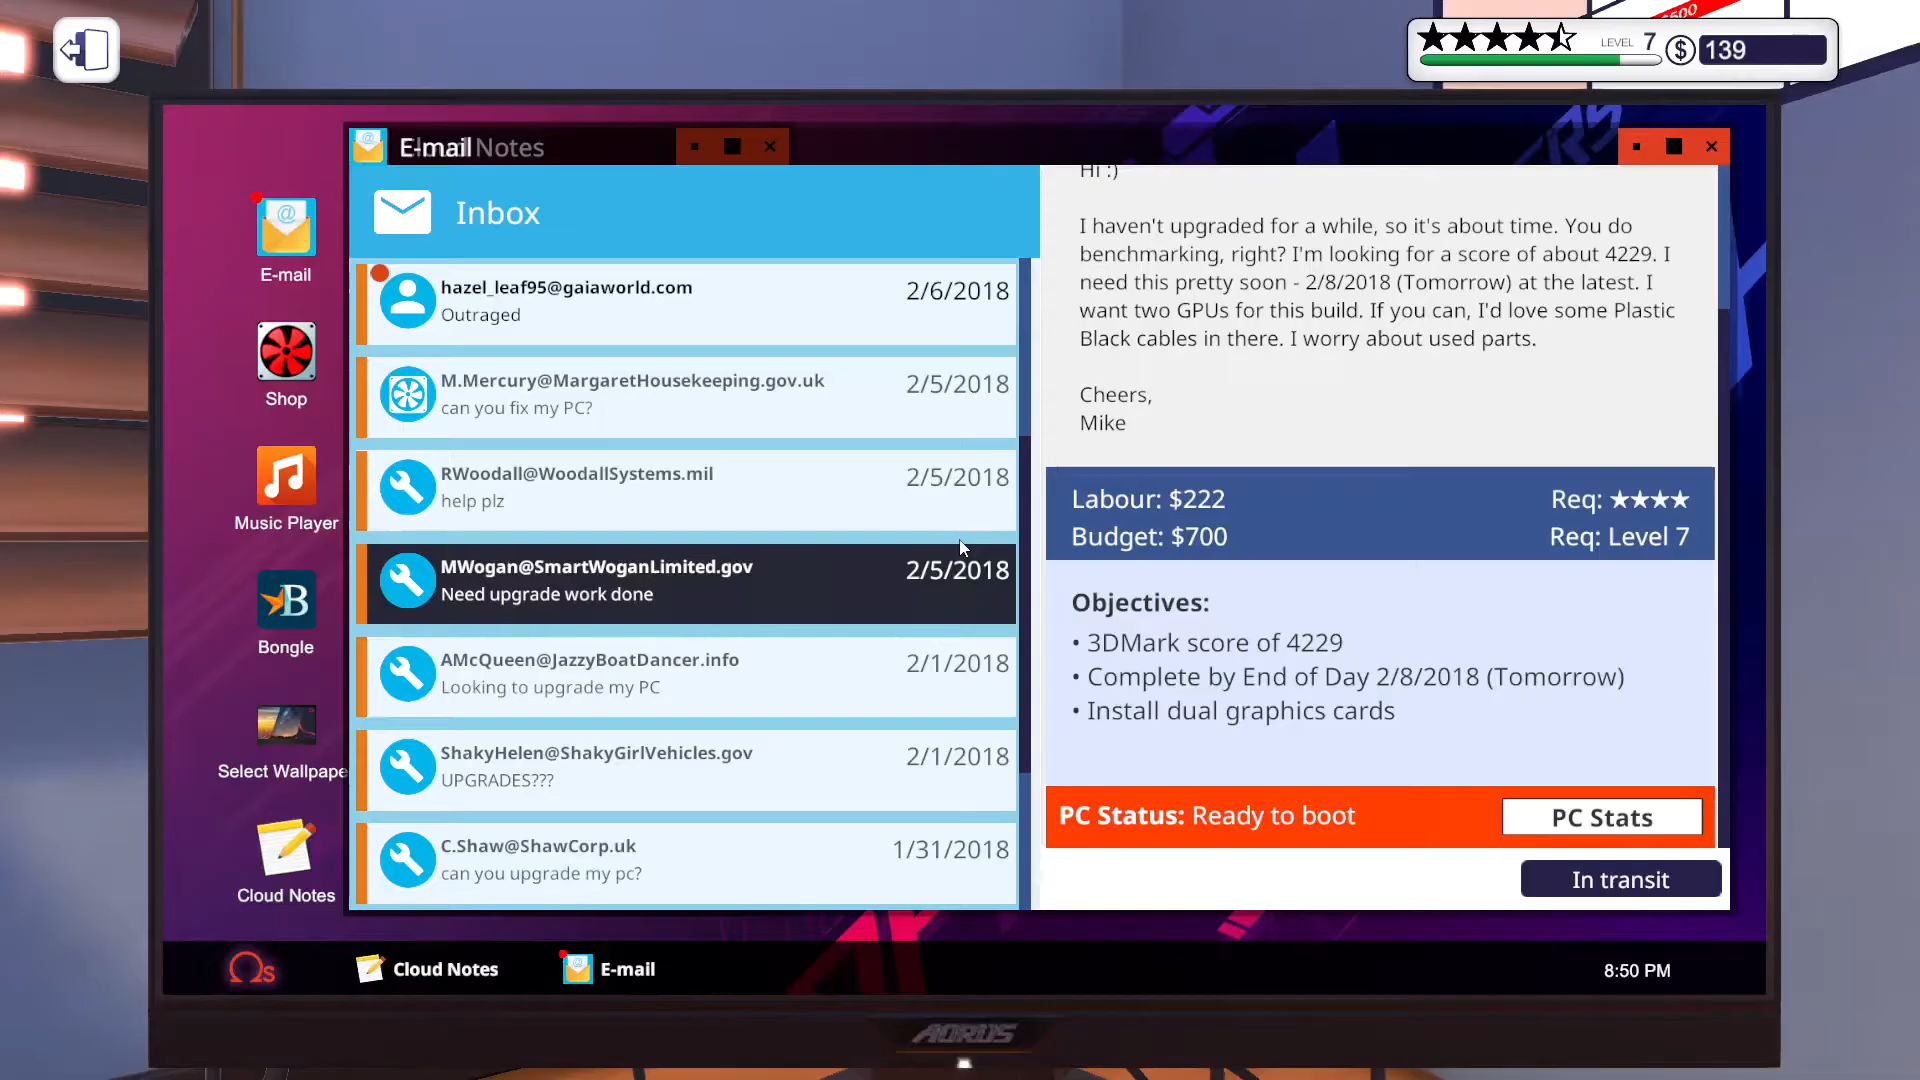 $500
LEVEL 7
$ 139
E-mail
Cloud Notes
Inbox
hazel_leaf95@gaiaworld.com
2/6/2018
Outraged
M.Mercury@MargaretHousekeeping.gov.uk
2/5/2018
can you fix my PC?
RWoodall@WoodallSystems.mil
2/5/2018
help plz
MWogan@SmartWoganLimited.gov
2/5/2018
Need upgrade work done
AMcQueen@JazzyBoatDancer.info
2/1/2018
Looking to upgrade my PC
ShakyHelen@ShakyGirlVehicles.gov
2/1/2018
UPGRADES???
C.Shaw@ShawCorp.uk
1/31/2018
can you upgrade my pc?
Hi :)
I haven't upgraded for a while, so it's about time. You do
benchmarking, right? I'm looking for a score of about 4229. I
need this pretty soon - 2/8/2018 (Tomorrow) at the latest. I
want two GPUs for this build. If you can, I'd love some Plastic
Black cables in there. I worry about used parts.
Cheers,
Mike
Labour: $222
Req: ★★★★
Budget: $700
Req: Level 7
Objectives:
• 3DMark score of 4229
• Complete by End of Day 2/8/2018 (Tomorrow)
• Install dual graphics cards
PC Status: Ready to boot
PC Stats
In transit
E-mail
Shop
Music Player
B
Bongle
Select Wallpape
Cloud Notes
Ωs
Cloud Notes
E-mail
8:50 PM
AORUS